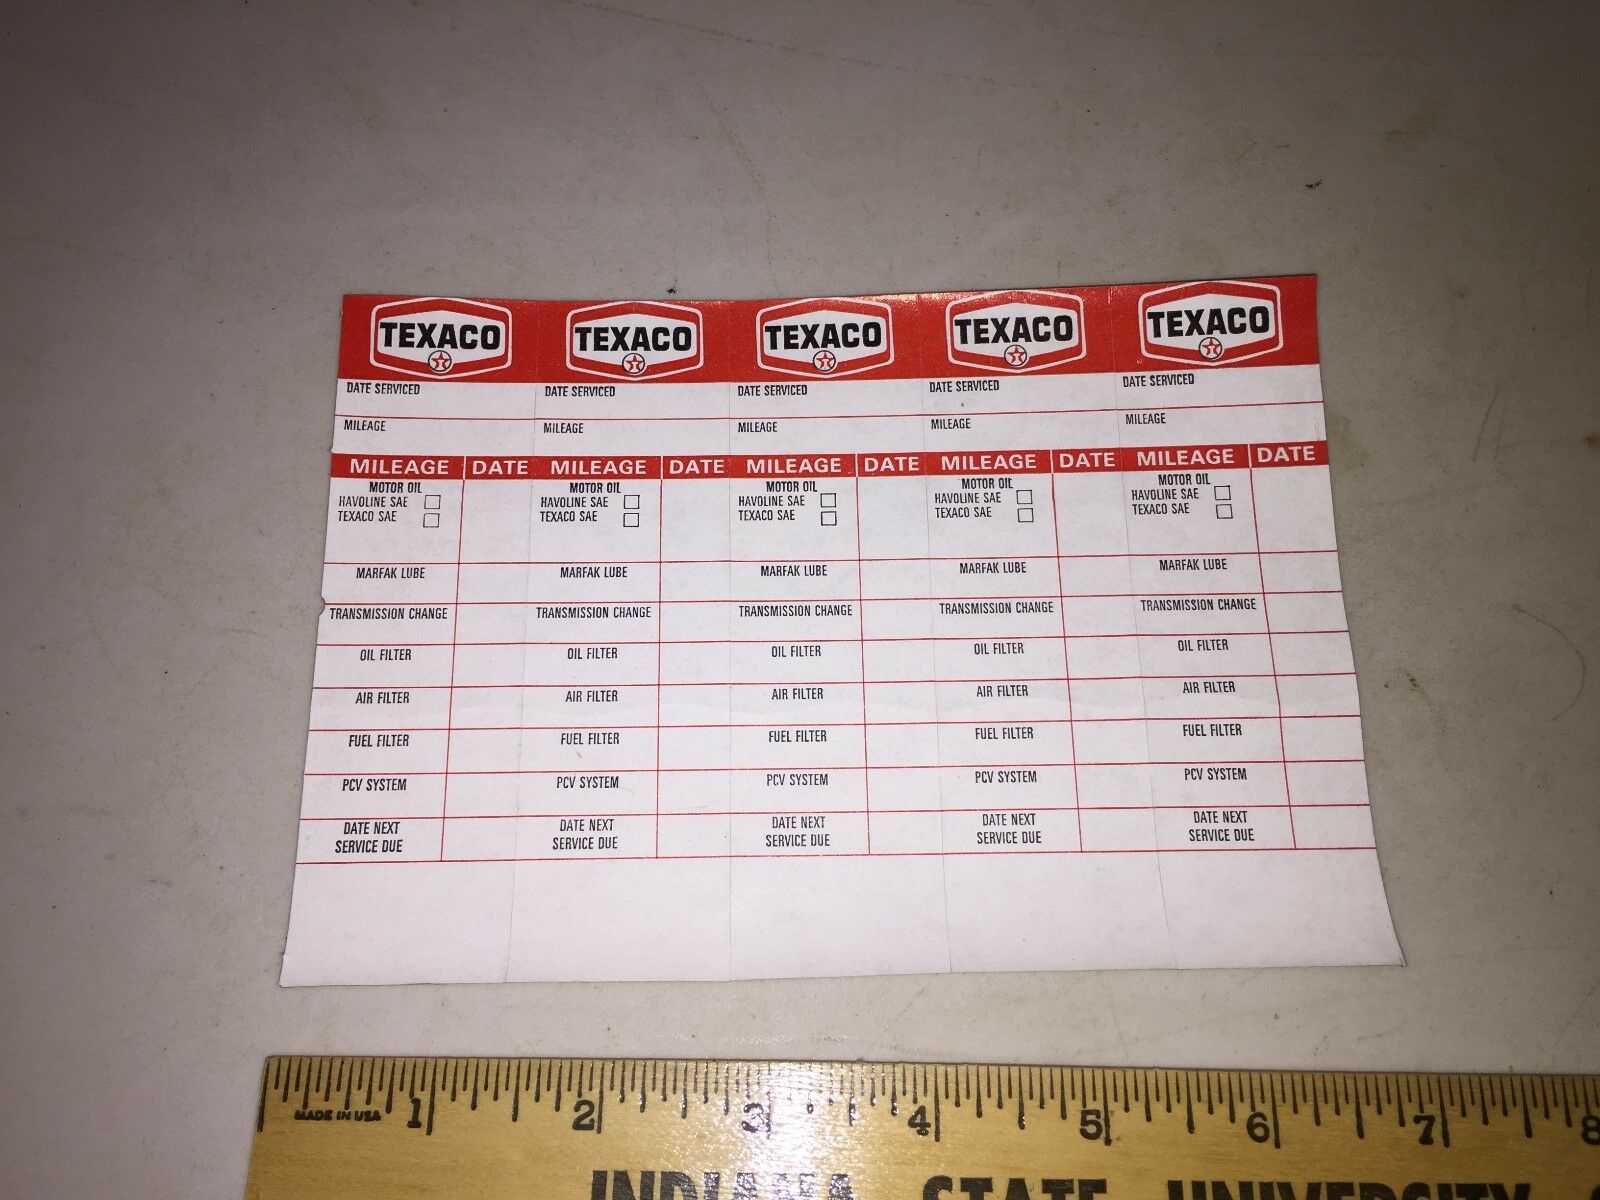 TEXACO TEXACO TEXACO TEXACO TEXACO
DATE SERVICED DATE SERVICED DATE SERVICED DATE SERVICED DATE SERVICED
MILEAGE MILEAGE MILEAGE MILEAGE MILEAGE
MILEAGE DATE MILEAGE DATE MILEAGE DATE MILEAGE DATE MILEAGE DATE
MOTOR OIL MOTOR OIL MOTOR OIL MOTOR OIL MOTOR OIL
HAVOLINE SAE HAVOLINE SAE HAVOLINE SAE HAVOLINE SAE HAVOLINE SAE
TEXACO SAE TEXACO SAE TEXACO SAE TEXACO SAE TEXACO SAE
MARFAK LUBE MARFAK LUBE MARFAK LUBE MARFAK LUBE MARFAK LUBE
TRANSMISSION CHANGE TRANSMISSION CHANGE TRANSMISSION CHANGE TRANSMISSION CHANGE TRANSMISSION CHANGE
OIL FILTER OIL FILTER OIL FILTER OIL FILTER OIL FILTER
AIR FILTER AIR FILTER AIR FILTER AIR FILTER AIR FILTER
FUEL FILTER FUEL FILTER FUEL FILTER FUEL FILTER FUEL FILTER
PCV SYSTEM PCV SYSTEM PCV SYSTEM PCV SYSTEM PCV SYSTEM
DATE NEXT DATE NEXT DATE NEXT DATE NEXT DATE NEXT
SERVICE DUE SERVICE DUE SERVICE DUE SERVICE DUE SERVICE DUE
MADE IN USA 1 2 3 4 5 6 7 8
INDIANA STATE UNIVERSITY